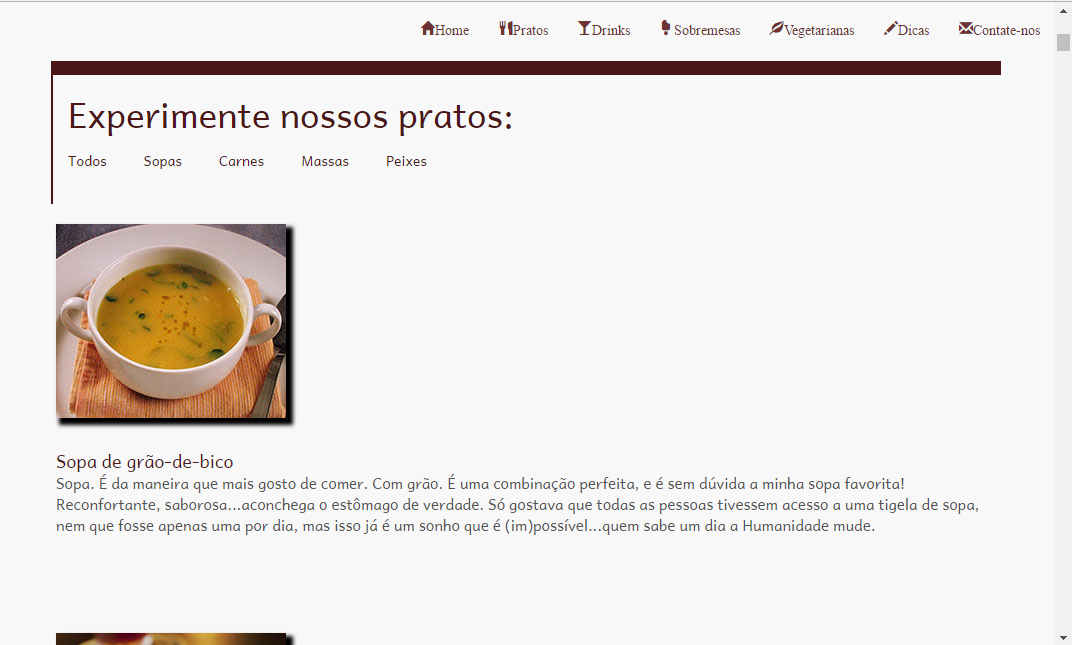 Home Pratos Drinks Sobremesas Vegetarianas Dicas Contate-nos
Experimente nossos pratos:
Todos Sopas Carnes Massas Peixes
Sopa de grão-de-bico
Sopa. É da maneira que mais gosto de comer. Com grão. É uma combinação perfeita, e é sem dúvida a minha sopa favorita!
Reconfortante, saborosa...aconchega o estômago de verdade. Só gostava que todas as pessoas tivessem acesso a uma tigela de sopa,
nem que fosse apenas uma por dia, mas isso já é um sonho que é (im)possível...quem sabe um dia a Humanidade mude.